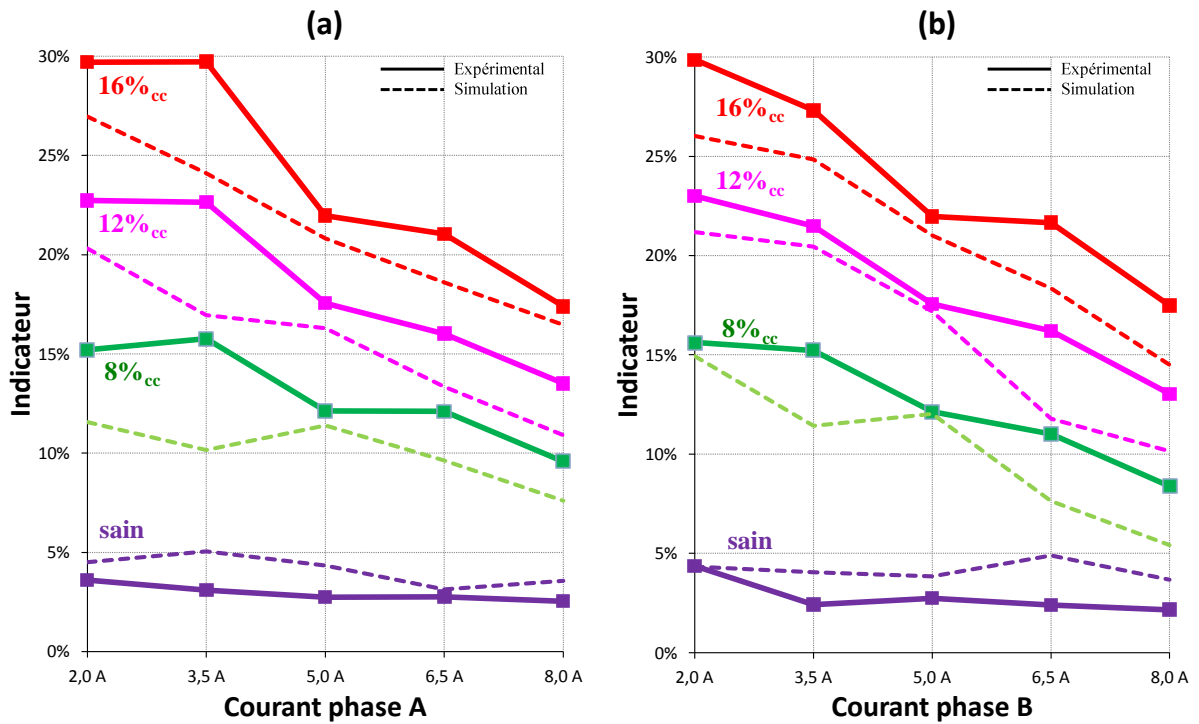 (a)
30%
25%
20%
15%
10%
5%
0%
Indicateur
Expérimental
Simulation
16%cc
12%cc
8%cc
sain
2,0 A
3,5 A
5,0 A
6,5 A
8,0 A
Courant phase A
(b)
30%
25%
20%
15%
10%
5%
0%
Indicateur
Expérimental
Simulation
16%cc
12%cc
8%cc
sain
2,0 A
3,5 A
5,0 A
6,5 A
8,0 A
Courant phase B